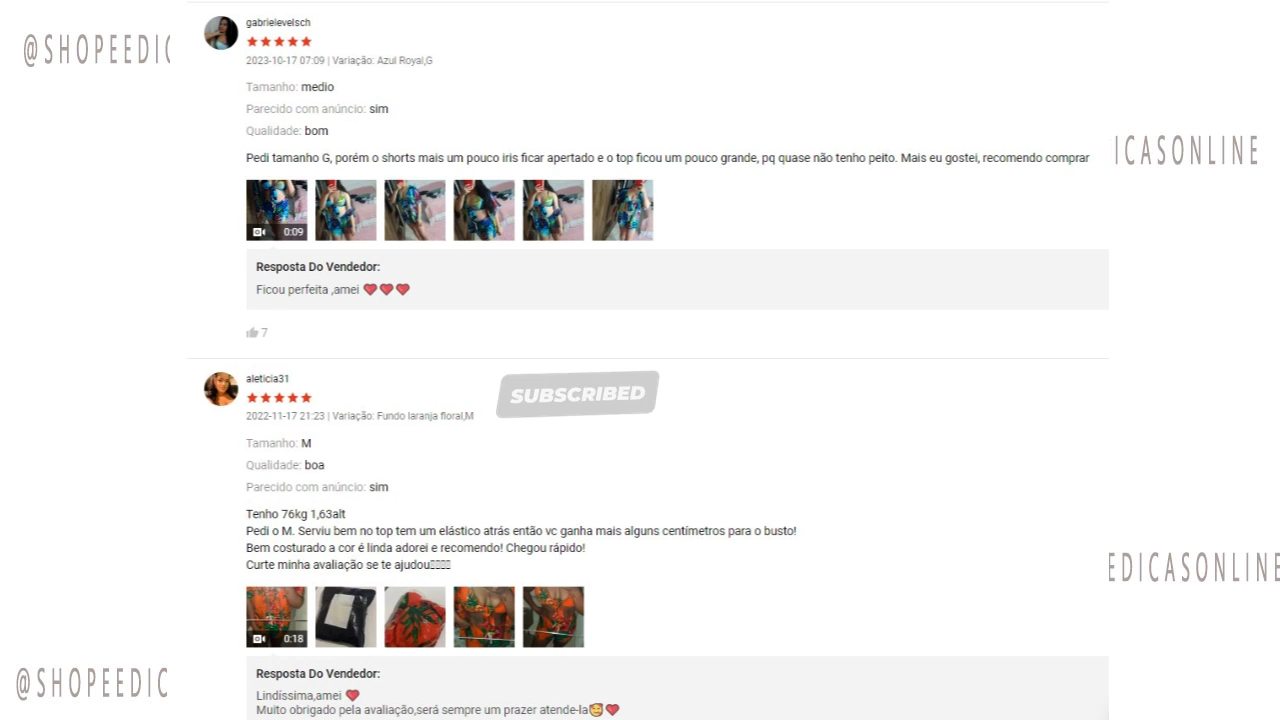 @SHOPEEDIC
gabrielevelsch
2023-10-17 07:09 | Variação: Azul Royal,G
Tamanho: medio
Parecido com anúncio: sim
Qualidade: bom
ICASONLINE
Pedi tamanho G, porém o shorts mais um pouco iris ficar apertado e o top ficou um pouco grande, pq quase não tenho peito. Mais eu gostei, recomendo comprar
0:09
Resposta Do Vendedor:
Ficou perfeita ,amei ❤❤❤
7
aleticia31
SUBSCRIBED
2022-11-17 21:23 | Variação: Fundo laranja floral,M
Tamanho: M
Qualidade: boa
Parecido com anúncio: sim
Tenho 76kg 1,63alt
Pedi o M. Serviu bem no top tem um elástico atrás então vc ganha mais alguns centímetros para o busto!
Bem costurado a cor é linda adorei e recomendo! Chegou rápido!
Curte minha avaliação se te ajudou
EDICASONLINE
0:18
@SHOPEEDIC
Resposta Do Vendedor:
Lindíssima,amei ❤
Muito obrigado pela avaliação,será sempre um prazer atende-la🥰❤